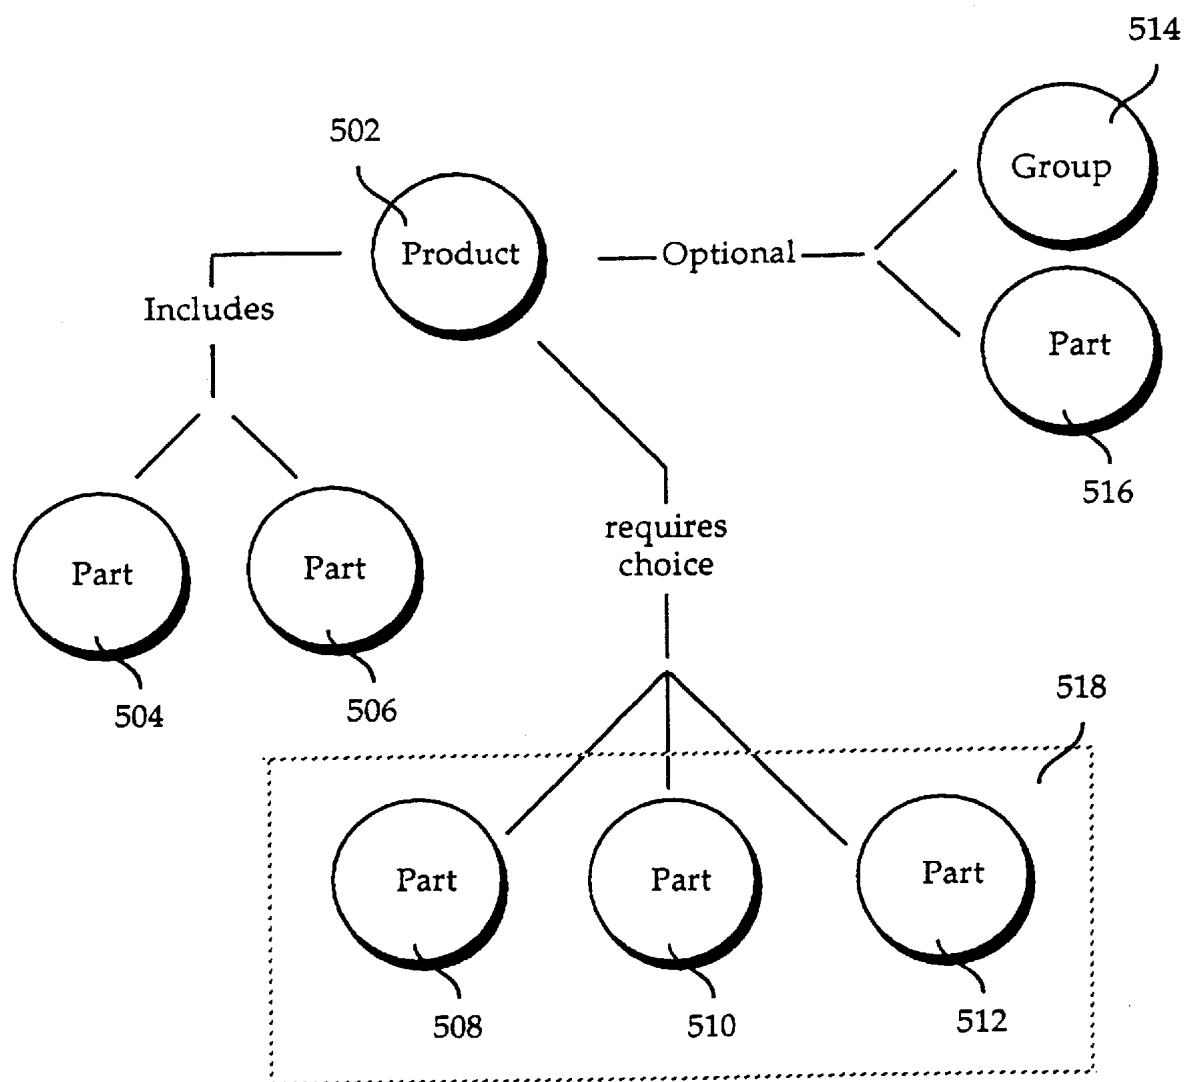 514
502
Group
Product
Optional
Includes
Part
516
requires
choice
Part
Part
504
506
518
Part
Part
Part
508
510
512